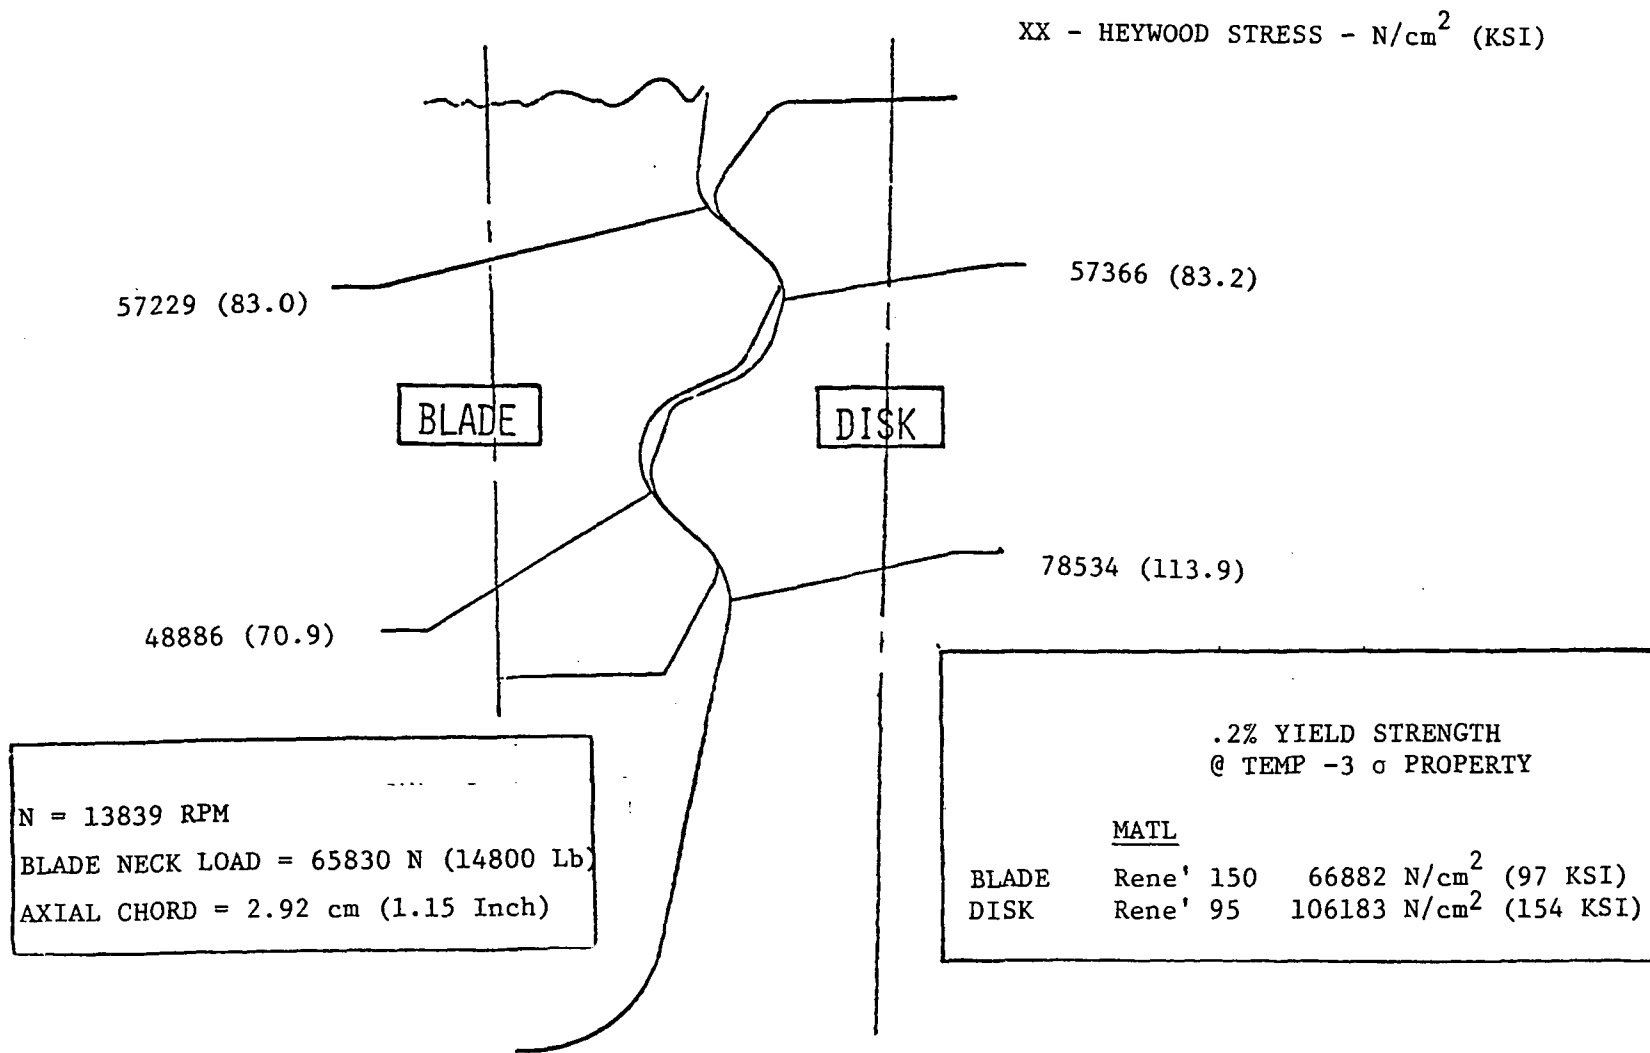 XX - HEYWOOD STRESS - N/cm² (KSI)
57229 (83.0)
57366 (83.2)
BLADE
DISK
48886 (70.9)
78534 (113.9)
N = 13839 RPM
BLADE NECK LOAD = 65830 N (14800 Lb)
AXIAL CHORD = 2.92 cm (1.15 Inch)
.2% YIELD STRENGTH
@ TEMP -3 σ PROPERTY
MATL
BLADE Rene' 150 66882 N/cm² (97 KSI)
DISK Rene' 95 106183 N/cm² (154 KSI)